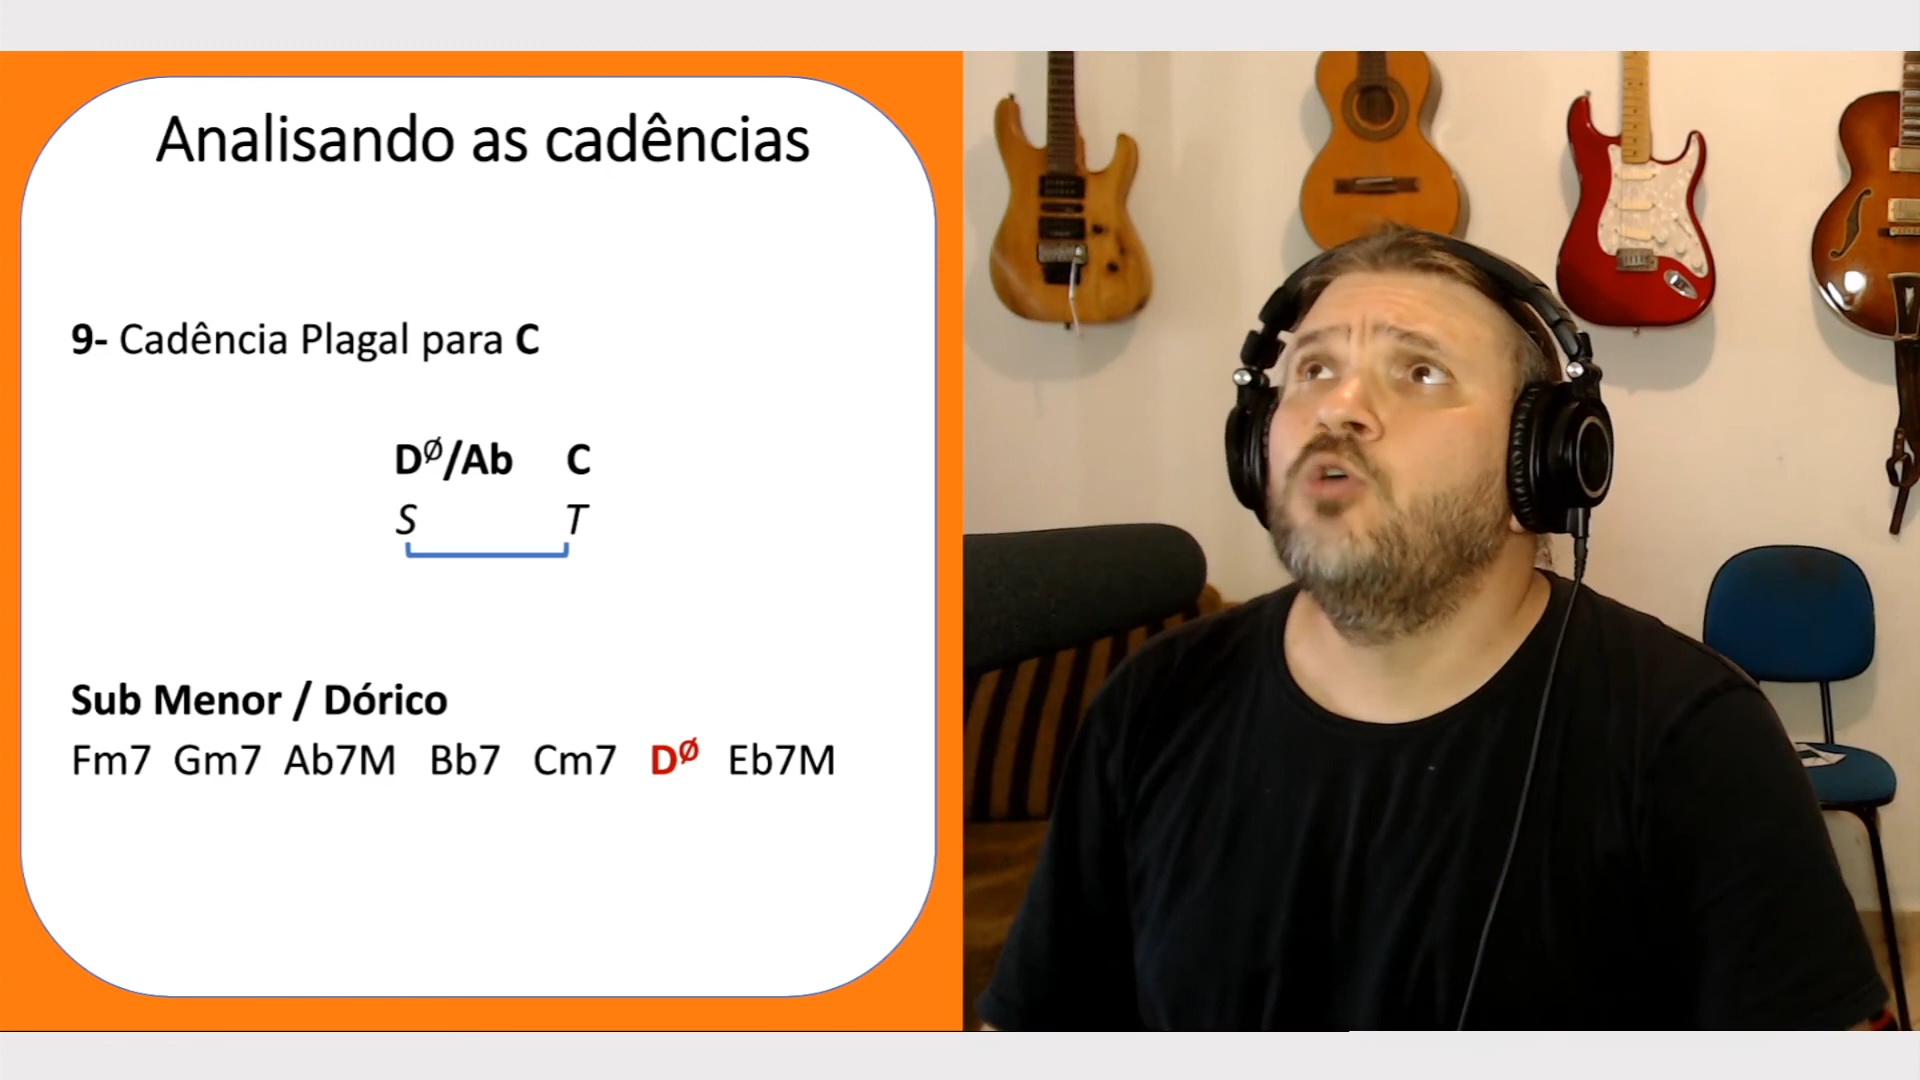 Analisando as cadências
9- Cadência Plagal para C
Dø/Ab C
S T
Sub Menor / Dórico
Fm7 Gm7 Ab7M Bb7 Cm7 Dø Eb7M